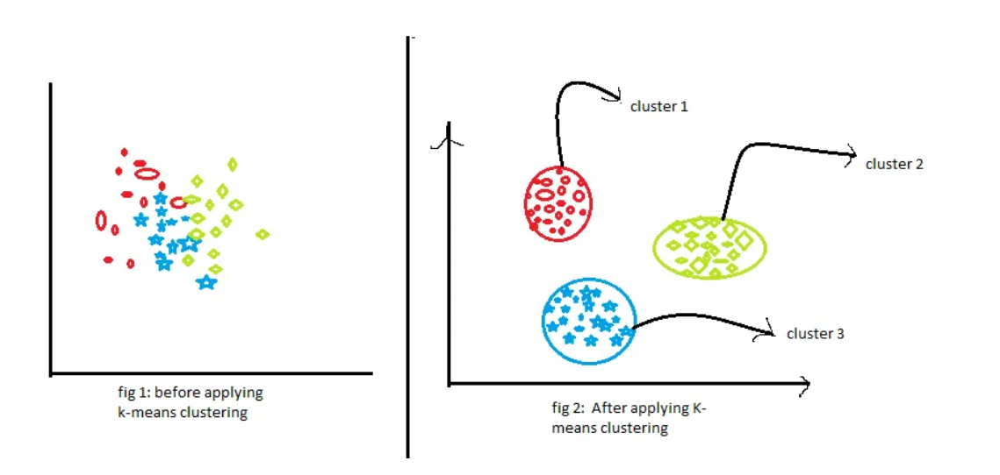 fig 1: before applying
k-means clustering
cluster 1
cluster 2
cluster 3
fig 2:  After applying K-
means clustering